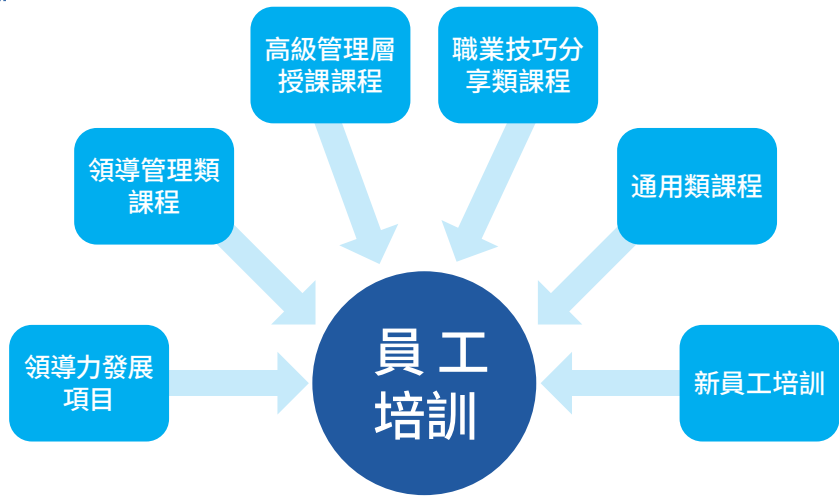 高級管理層
授課課程
職業技巧分
享類課程
領導管理類
課程
通用類課程
領導力發展
項目
員工
培訓
新員工培訓